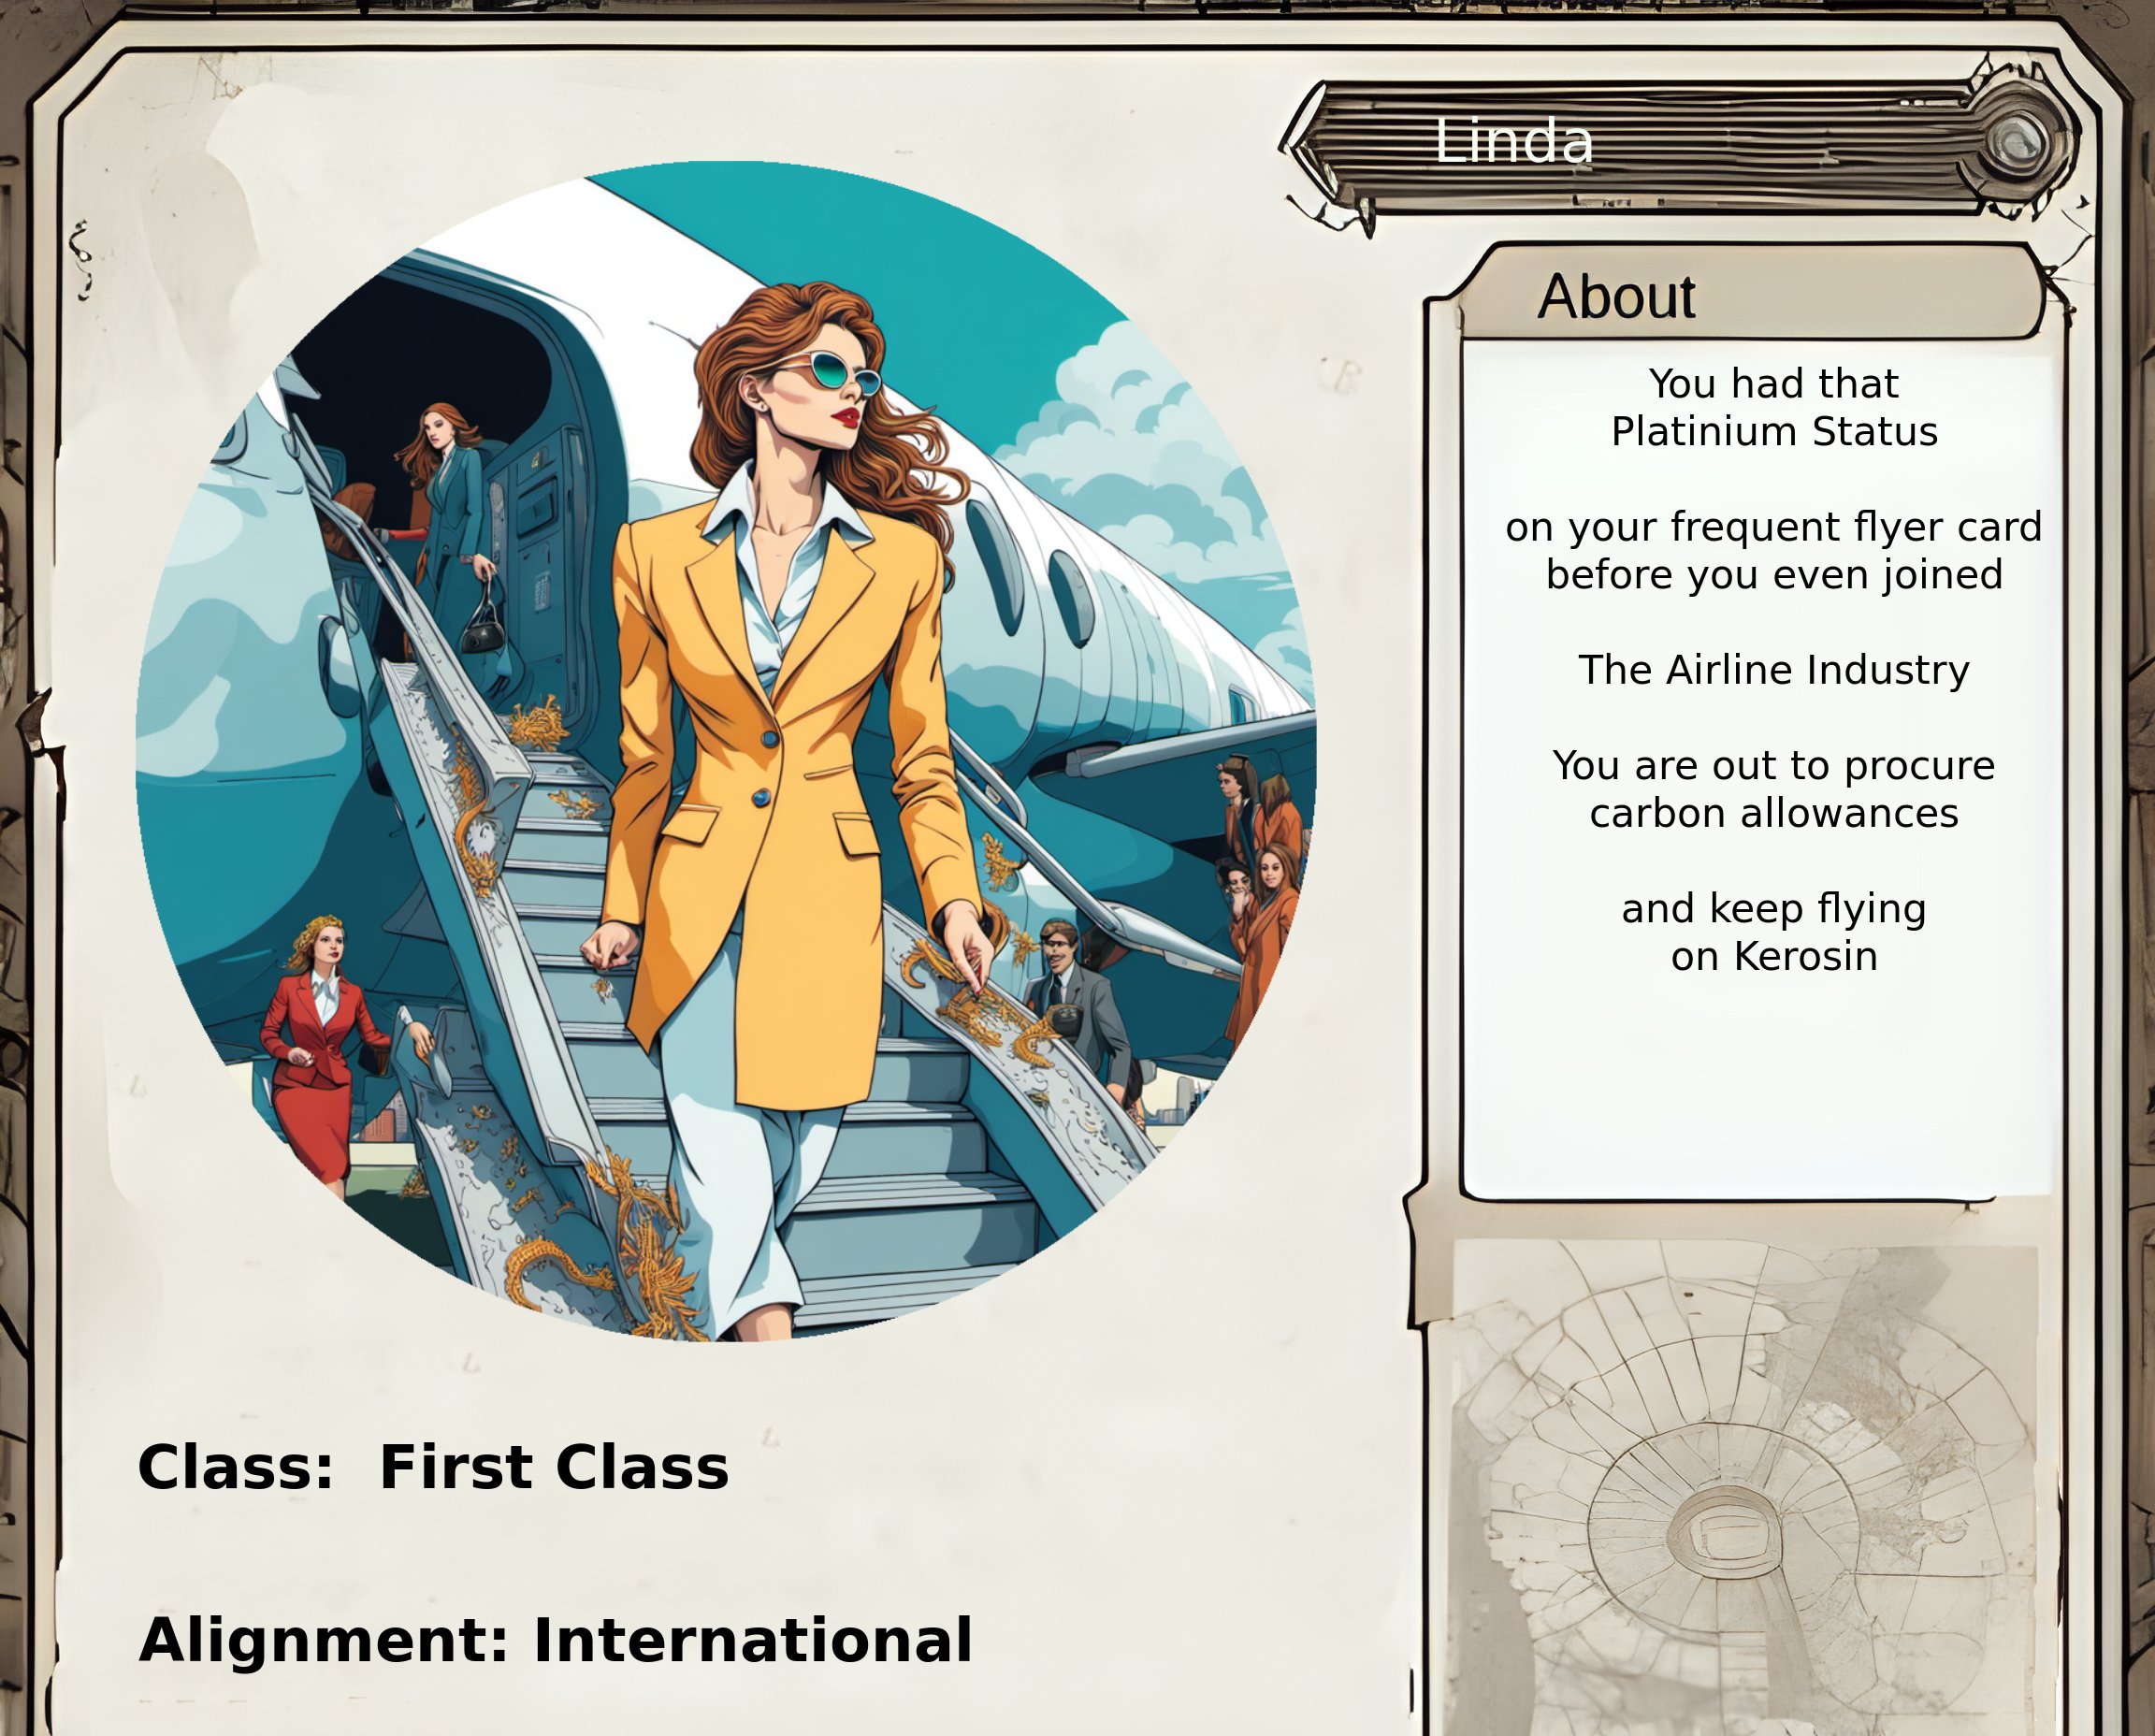 Linda
About
You had that
Platinium Status
on your frequent flyer card
before you even joined
The Airline Industry
You are out to procure
carbon allowances
and keep flying
on Kerosin
Class: First Class
Alignment: International